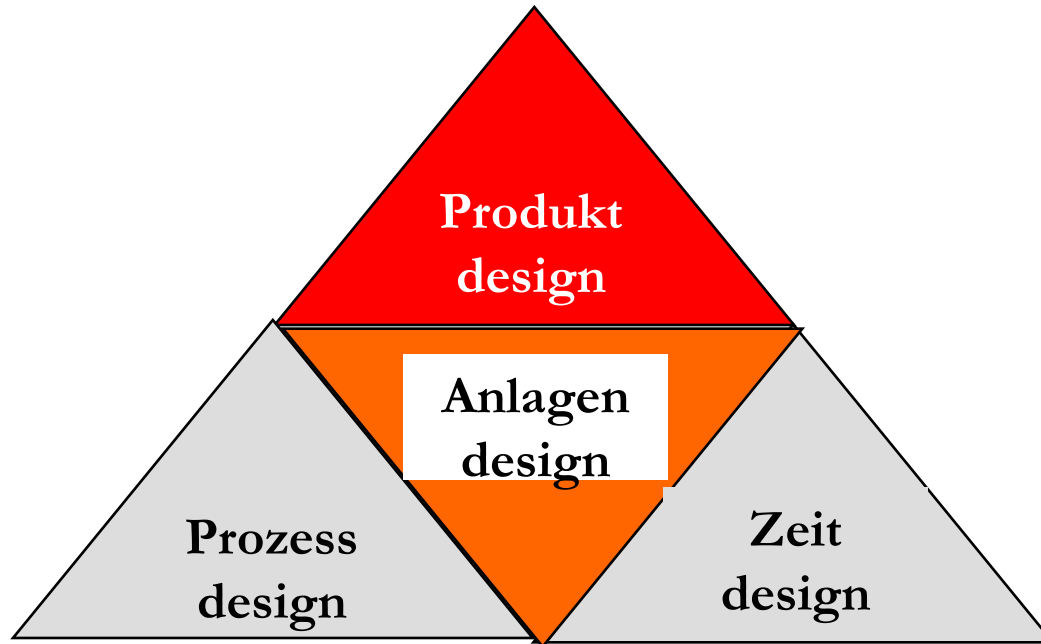 Produkt
design
Anlagen
design
Prozess
design
Zeit
design